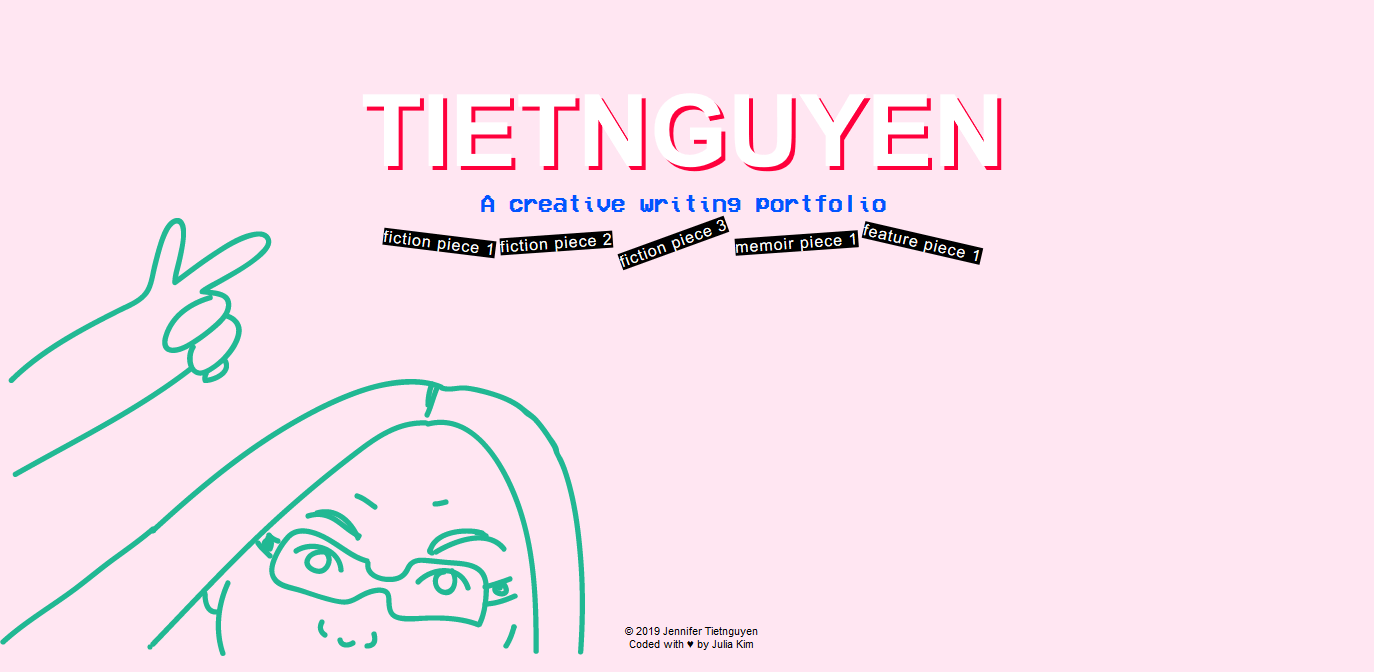 TIETNGUYEN
A creative writing portfolio
fiction piece 1 fiction piece 2 fiction piece 3 memoir piece 1 feature piece 1
© 2019 Jennifer Tietnguyen
Coded with ♥ by Julia Kim